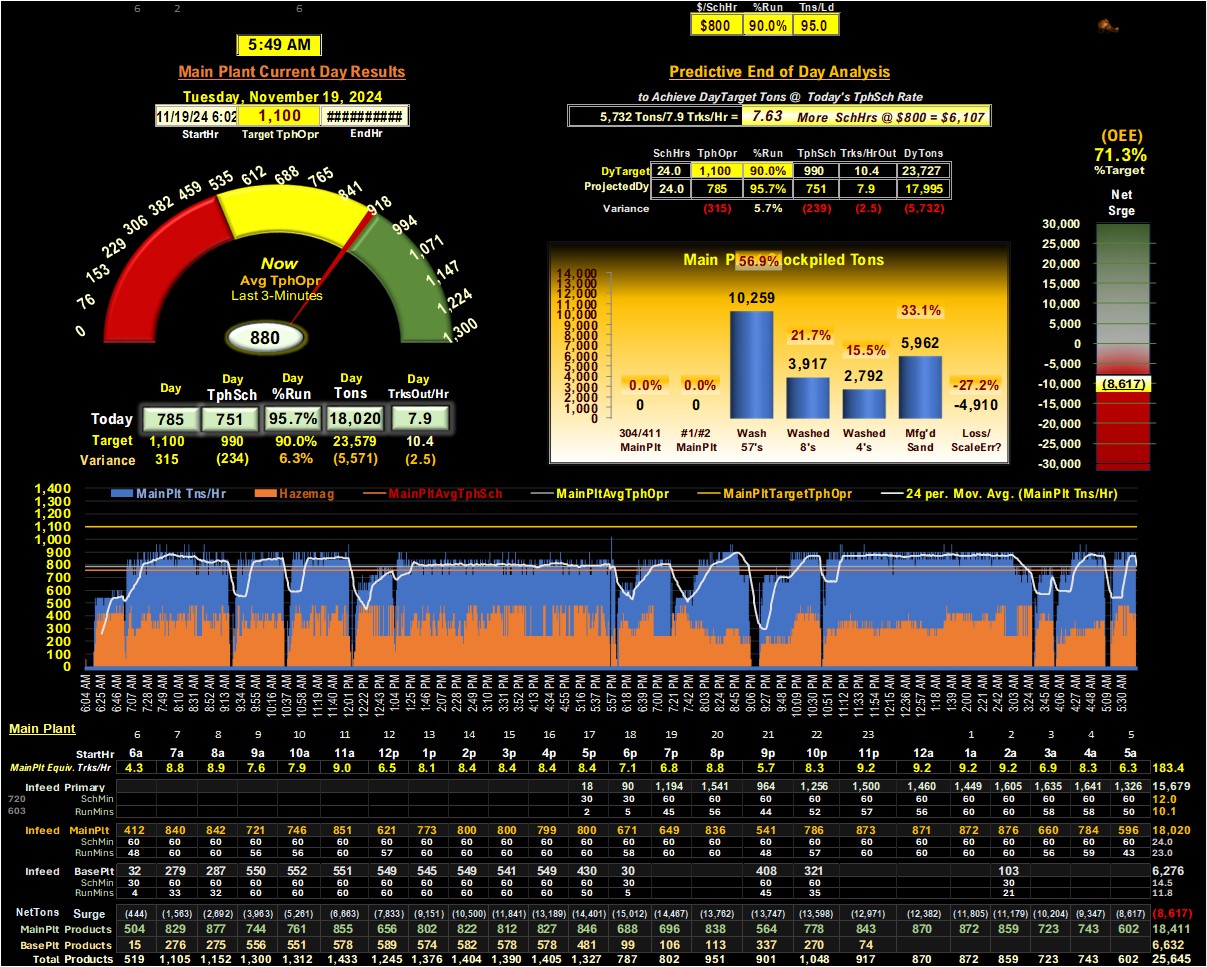 6 2 6
$/SchHr %Run Tns/Ld
$800 90.0% 95.0
5:49 AM
Main Plant Current Day Results
Tuesday, November 19, 2024
11/19/24 6:02 1,100 ##########
StartHr Target TphOpr EndHr
0 76 153 229 306 382 459 535 612 688 765 841 918 994 1,071 1,147 1,224 1,300
Now
Avg TphOpr
Last 3-Minutes
880
Day Day TphSch Day %Run Day Tons Day TrksOut/Hr
Today 785 751 95.7% 18,020 7.9
Target 1,100 990 90.0% 23,579 10.4
Variance 315 (234) 6.3% (5,571) (2.5)
Predictive End of Day Analysis
to Achieve DayTarget Tons @ Today's TphSch Rate
5,732 Tons/7.9 Trks/Hr = 7.63 More SchHrs @ $800 = $6,107
SchHrs TphOpr %Run TphSch Trks/HrOut DyTons
DyTarget 24.0 1,100 90.0% 990 10.4 23,727
ProjectedDy 24.0 785 95.7% 751 7.9 17,995
Variance (315) 5.7% (239) (2.5) (5,732)
(OEE)
71.3%
%Target
Net
Srge
30,000
25,000
20,000
15,000
10,000
5,000
0
-5,000
-10,000
-15,000
-20,000
-25,000
-30,000
(8,617)
Main P 56.9% ockpiled Tons
14,000
13,000
12,000
11,000
10,000
9,000
8,000
7,000
6,000
5,000
4,000
3,000
2,000
1,000
0
0.0% 0.0% 21.7% 15.5% 33.1% -27.2%
0 0 10,259 3,917 2,792 5,962 -4,910
304/411 #1/#2 Wash Washed Washed Mfg'd Loss/
MainPlt MainPlt 57's 8's 4's Sand ScaleErr?
MainPlt Tns/Hr Hazemag MainPltAvgTphSch MainPltAvgTphOpr MainPltTargetTphOpr 24 per. Mov. Avg. (MainPlt Tns/Hr)
1,400
1,300
1,200
1,100
1,000
900
800
700
600
500
400
300
200
100
0
6:04 AM 6:25 AM 6:46 AM 7:07 AM 7:28 AM 7:49 AM 8:10 AM 8:31 AM 8:52 AM 9:13 AM 9:34 AM 9:55 AM 10:16 AM 10:37 AM 10:58 AM 11:19 AM 11:40 AM 12:01 PM 12:22 PM 12:43 PM 1:04 PM 1:25 PM 1:46 PM 2:07 PM 2:28 PM 2:49 PM 3:10 PM 3:31 PM 3:52 PM 4:13 PM 4:34 PM 4:55 PM 5:15 PM 5:36 PM 5:57 PM 6:18 PM 6:39 PM 7:00 PM 7:21 PM 7:42 PM 8:03 PM 8:24 PM 8:45 PM 9:06 PM 9:27 PM 9:48 PM 10:09 PM 10:30 PM 10:51 PM 11:12 PM 11:33 PM 11:54 PM 12:15 AM 12:36 AM 12:57 AM 1:18 AM 1:39 AM 2:00 AM 2:21 AM 2:42 AM 3:03 AM 3:24 AM 3:45 AM 4:06 AM 4:27 AM 4:48 AM 5:09 AM 5:30 AM
Main Plant
6 7 8 9 10 11 12 13 14 15 16 17 18 19 20 21 22 23 1 2 3 4 5
StartHr 6a 7a 8a 9a 10a 11a 12p 1p 2p 3p 4p 5p 6p 7p 8p 9p 10p 11p 12a 1a 2a 3a 4a 5a
MainPlt Equiv. Trks/Hr 4.3 8.8 8.9 7.6 7.9 9.0 6.5 8.1 8.4 8.4 8.4 8.4 7.1 6.8 8.8 5.7 8.3 9.2 9.2 9.2 9.2 6.9 8.3 6.3 183.4
Infeed Primary 18 90 1,194 1,541 964 1,256 1,500 1,460 1,449 1,605 1,635 1,641 1,326 15,679
720 SchMin 30 30 60 60 60 60 60 60 60 60 60 60 60 12.0
603 RunMins 2 5 45 56 44 52 57 56 60 60 58 58 50 10.1
Infeed MainPlt 412 840 842 721 746 851 621 773 800 800 799 800 671 649 836 541 786 873 871 872 876 660 784 596 18,020
SchMin 60 60 60 60 60 60 60 60 60 60 60 60 60 60 60 60 60 60 60 60 60 60 60 60 24.0
RunMins 48 60 60 56 56 60 57 60 60 60 60 60 58 60 60 48 57 60 60 60 60 56 59 43 23.0
Infeed BasePlt 32 279 287 550 552 551 549 545 549 541 549 430 30 408 321 103 6,276
SchMin 30 60 60 60 60 60 60 60 60 60 60 60 30 60 60 30 14.5
RunMins 4 33 32 60 60 60 60 60 60 60 60 50 5 45 35 21 11.8
NetTons Surge (444) (1,563) (2,692) (3,963) (5,261) (6,663) (7,833) (9,151) (10,500) (11,841) (13,189) (14,401) (15,012) (14,467) (13,762) (13,747) (13,598) (12,971) (12,382) (11,805) (11,179) (10,204) (9,347) (8,617) (8,617)
MainPlt Products 504 829 877 744 761 855 656 802 822 812 827 846 688 696 838 564 778 843 870 872 859 723 743 602 18,411
BasePlt Products 15 276 275 556 551 578 589 574 582 578 578 481 99 106 113 337 270 74 6,632
Total Products 519 1,105 1,152 1,300 1,312 1,433 1,245 1,376 1,404 1,390 1,405 1,327 787 802 951 901 1,048 917 870 872 859 723 743 602 25,645